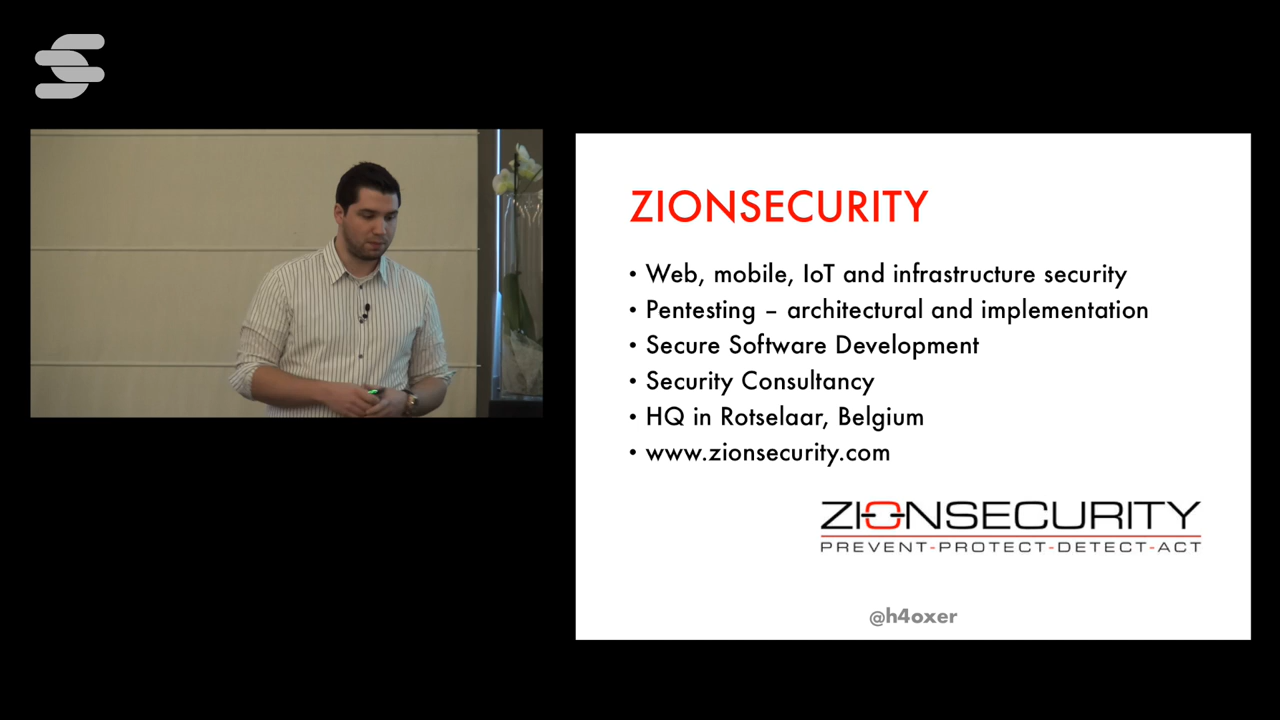 ZIONSECURITY
• Web, mobile, IoT and infrastructure security
• Pentesting – architectural and implementation
• Secure Software Development
• Security Consultancy
• HQ in Rotselaar, Belgium
• www.zionsecurity.com
ZIONSECURITY
PREVENT-PROTECT-DETECT-ACT
@h4oxer